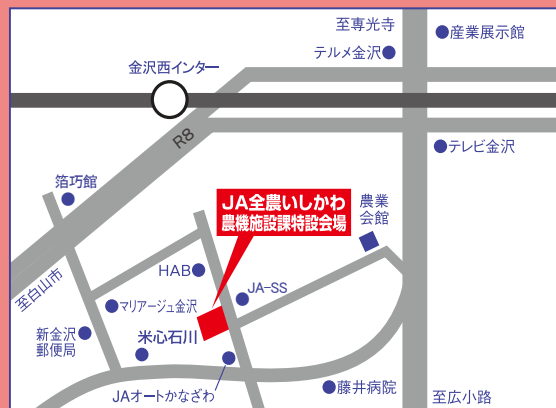 至専光寺
産業展示館
テルメ金沢
金沢西インター
R8
テレビ金沢
箔巧館
JA全農いしかわ
農機施設課特設会場
農業
会館
HAB
至白山市
JA-SS
マリアージュ金沢
新金沢
郵便局
米心石川
JAオートかなざわ
藤井病院
至広小路